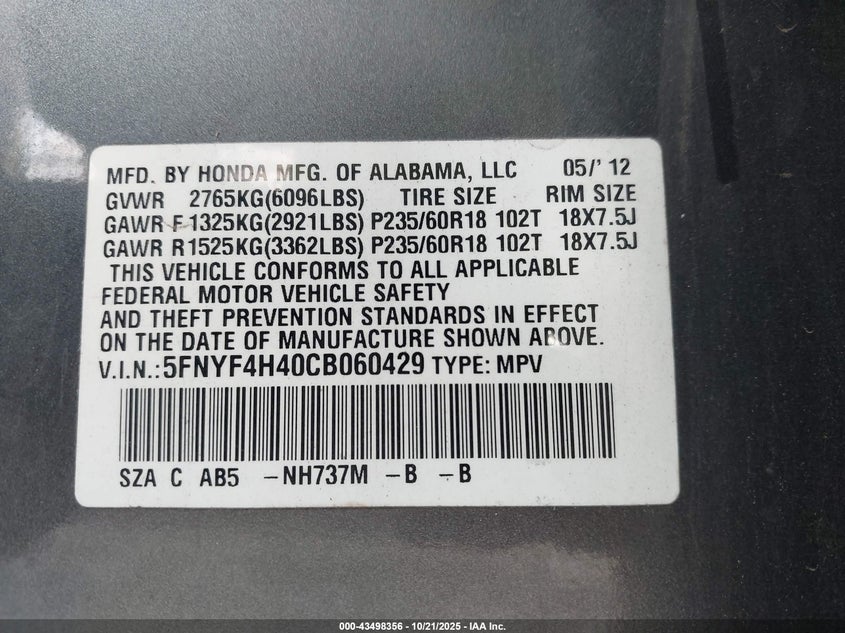 MFD. BY HONDA MFG. OF ALABAMA, LLC 05/' 12
GVWR 2765KG(6096LBS) TIRE SIZE RIM SIZE
GAWR F1325KG(2921LBS) P235/60R18 102T 18X7.5J
GAWR R1525KG(3362LBS) P235/60R18 102T 18X7.5J
THIS VEHICLE CONFORMS TO ALL APPLICABLE
FEDERAL MOTOR VEHICLE SAFETY
AND THEFT PREVENTION STANDARDS IN EFFECT
ON THE DATE OF MANUFACTURE SHOWN ABOVE.
V.I.N.:5FNYF4H40CB060429 TYPE: MPV
SZA C AB5 -NH737M -B -B
000-43498356 - 10/21/2025 - IAA Inc.